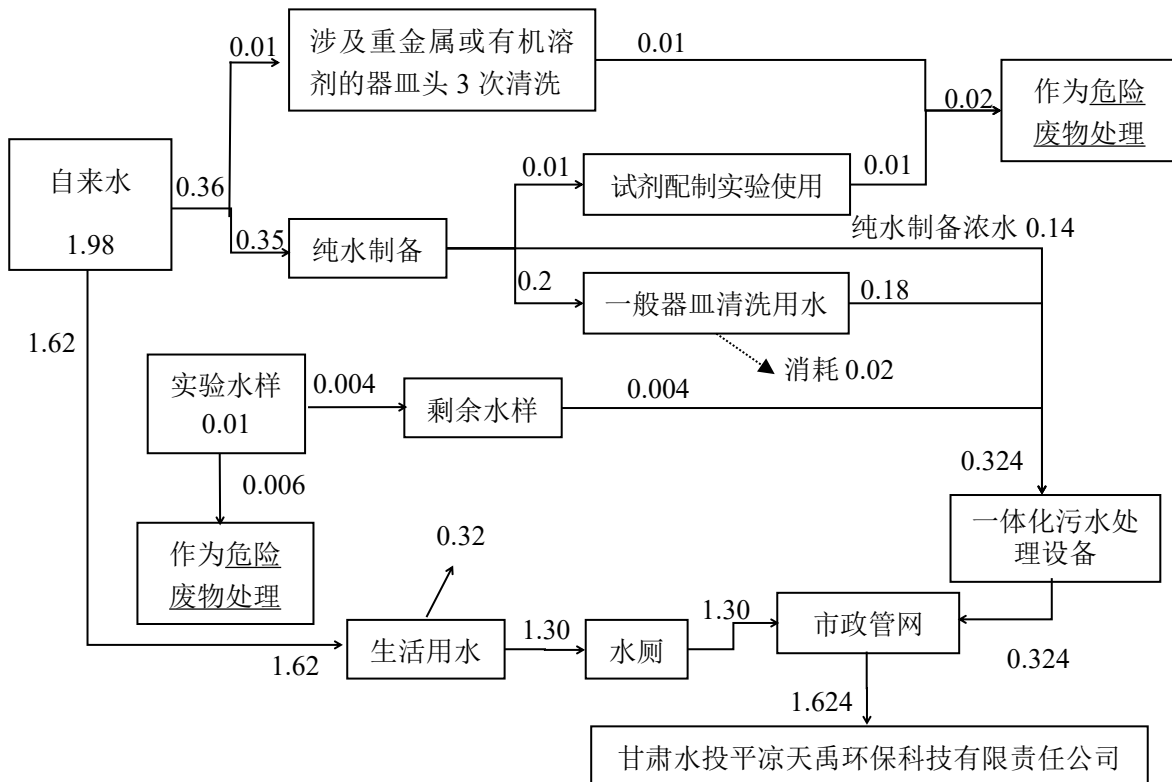 0.01
涉及重金属或有机溶
剂的器皿头 3 次清洗
0.01
0.02
作为危险
废物处理
自来水
1.98
0.36
0.01
试剂配制实验使用
0.01
0.35
纯水制备
纯水制备浓水 0.14
0.2
一般器皿清洗用水
0.18
消耗 0.02
1.62
实验水样
0.01
0.004
剩余水样
0.004
0.006
作为危险
废物处理
0.324
一体化污水处
理设备
0.32
1.62
生活用水
1.30
水厕
1.30
市政管网
0.324
1.624
甘肃水投平凉天禹环保科技有限责任公司